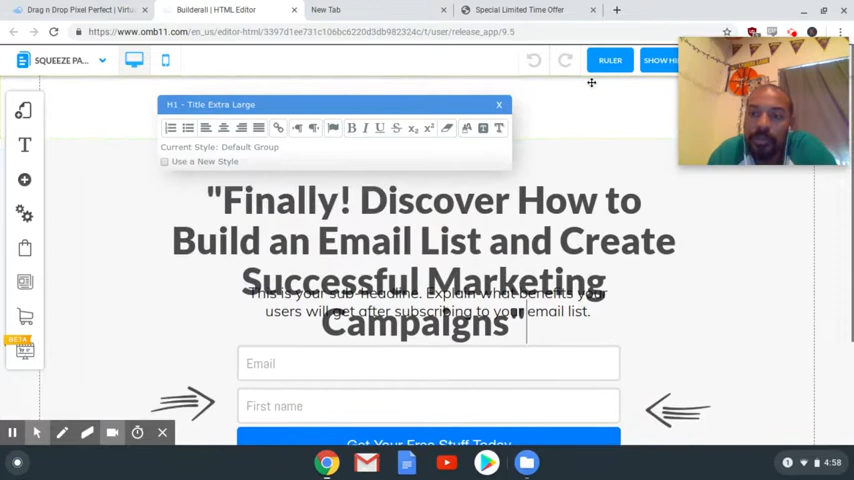 Drag n Drop Pixel Perfect | Virtu
Builderall | HTML Editor
New Tab
Special Limited Time Offer
https://www.omb11.com/en_us/editor-html/3397d1ee731c106bc6220d3db982324c/t/user/release_app/9.5
SQUEEZE PA...
RULER
SHOW HI
H1 - Title Extra Large
X
Current Style: Default Group
Use a New Style
"Finally! Discover How to
Build an Email List and Create
Successful Marketing
This is your sub-headline. Explain what benefits your
users will get after subscribing to your email list.
Campaigns"
Email
First name
BETA
Get Your Free Stuff Today
1
4:58